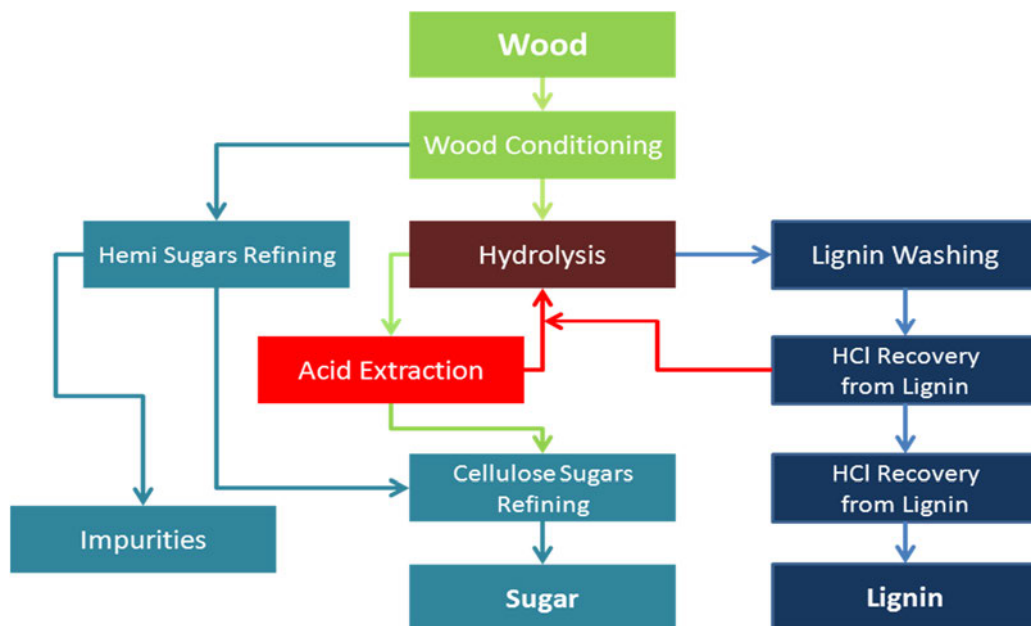 Wood
Wood Conditioning
Hemi Sugars Refining
Hydrolysis
Lignin Washing
Acid Extraction
HCl Recovery
from Lignin
Cellulose Sugars
Refining
HCl Recovery
from Lignin
Impurities
Sugar
Lignin